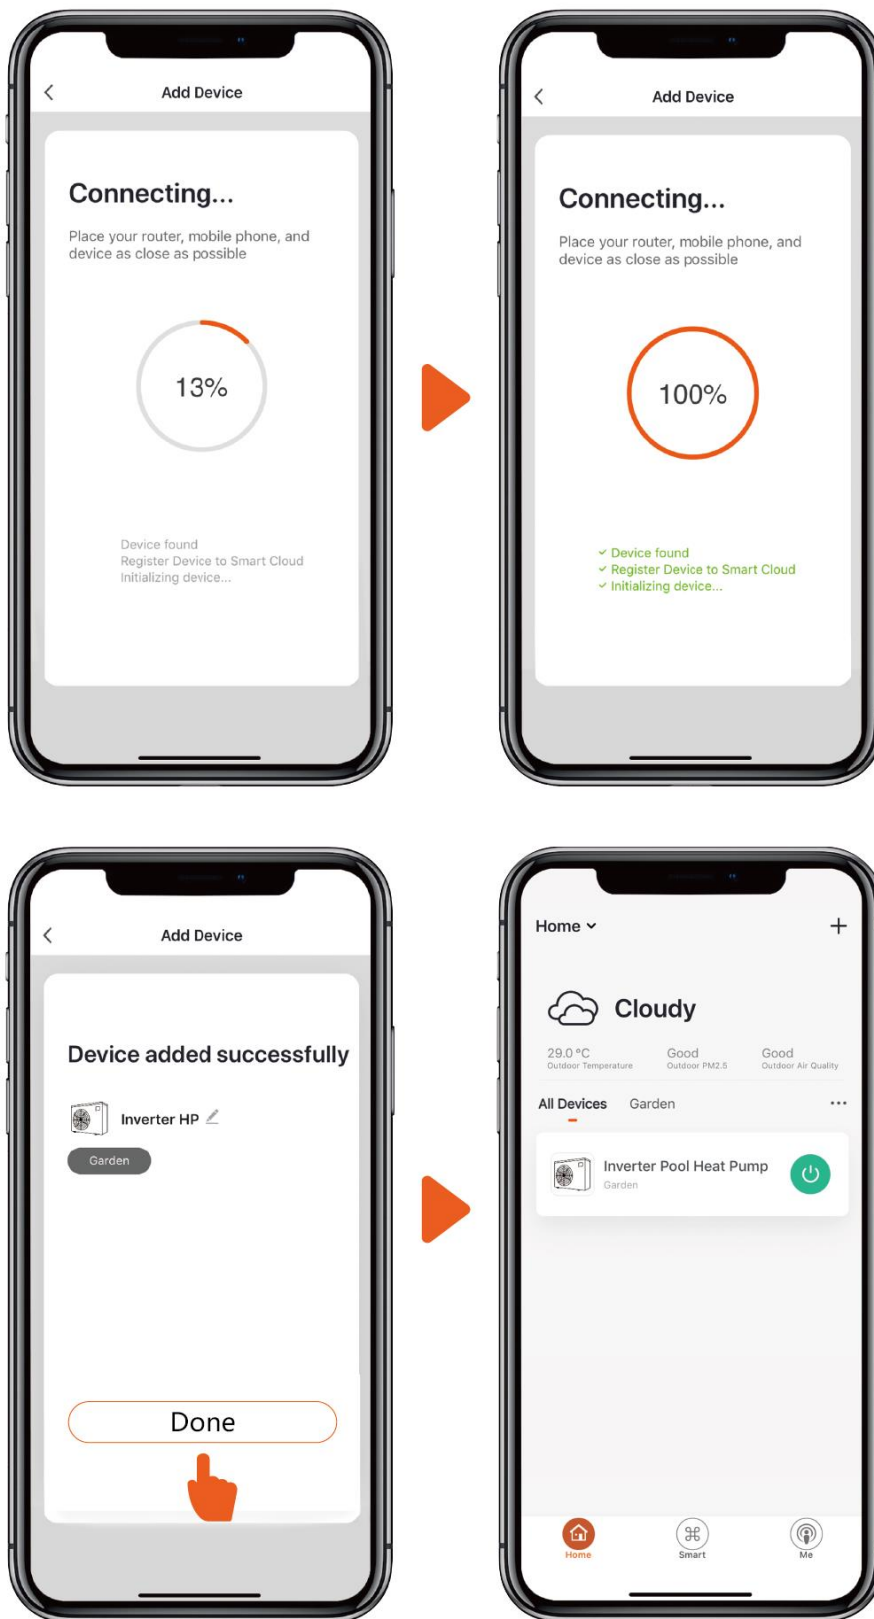 Add Device
Connecting...
Place your router, mobile phone, and
device as close as possible
13%
Device found
Register Device to Smart Cloud
Initializing device...
Add Device
Connecting...
Place your router, mobile phone, and
device as close as possible
100%
Device found
Register Device to Smart Cloud
Initializing device...
Add Device
Device added successfully
Inverter HP
Garden
Done
Home
Cloudy
29.0 °C Good Good
Outdoor Temperature Outdoor PM2.5 Outdoor Air Quality
All Devices Garden
Inverter Pool Heat Pump
Garden
Home Smart Me